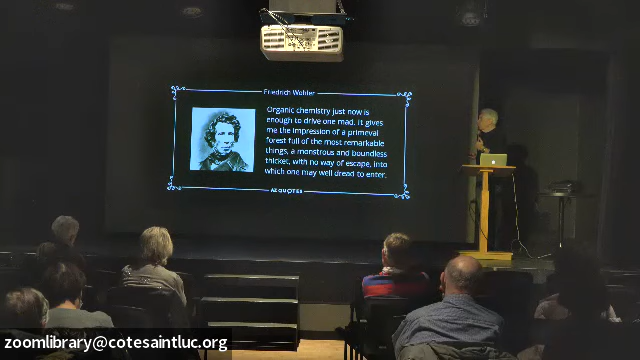 Friedrich Wohler
Organic chemistry just now is
enough to drive one mad. It gives
me the impression of a primeval
forest full of the most remarkable
things, a monstrous and boundless
thicket, with no way of escape, into
which one may well dread to enter.
AZ QUOTES
zoomlibrary@cotesaintluc.org